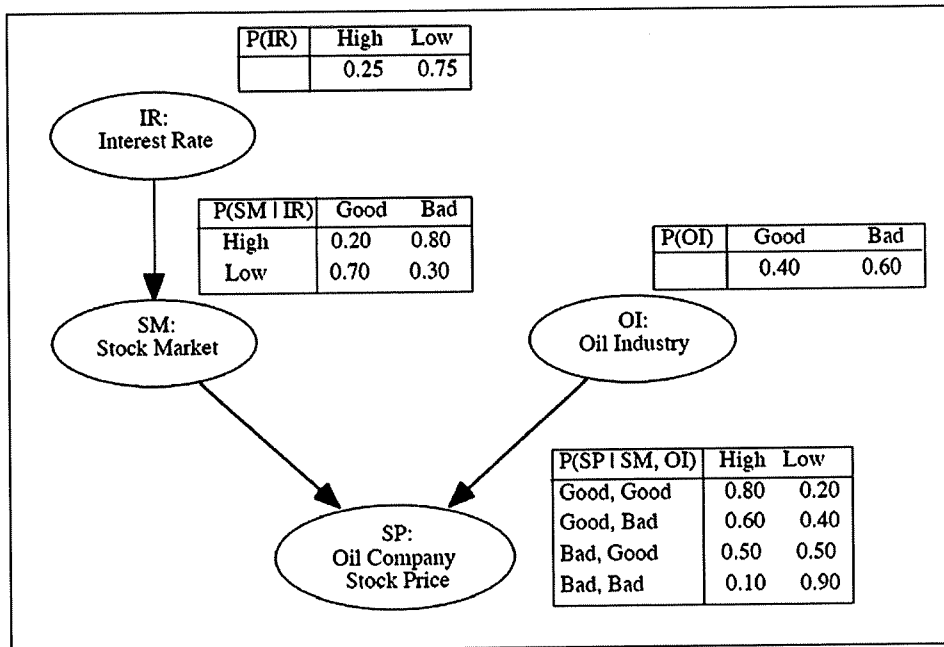 P(IR) High Low
0.25 0.75
IR:
Interest Rate
P(SM | IR) Good Bad
High 0.20 0.80
Low 0.70 0.30
P(OI) Good Bad
0.40 0.60
SM:
Stock Market
OI:
Oil Industry
P(SP | SM, OI) High Low
Good, Good 0.80 0.20
Good, Bad 0.60 0.40
Bad, Good 0.50 0.50
Bad, Bad 0.10 0.90
SP:
Oil Company
Stock Price